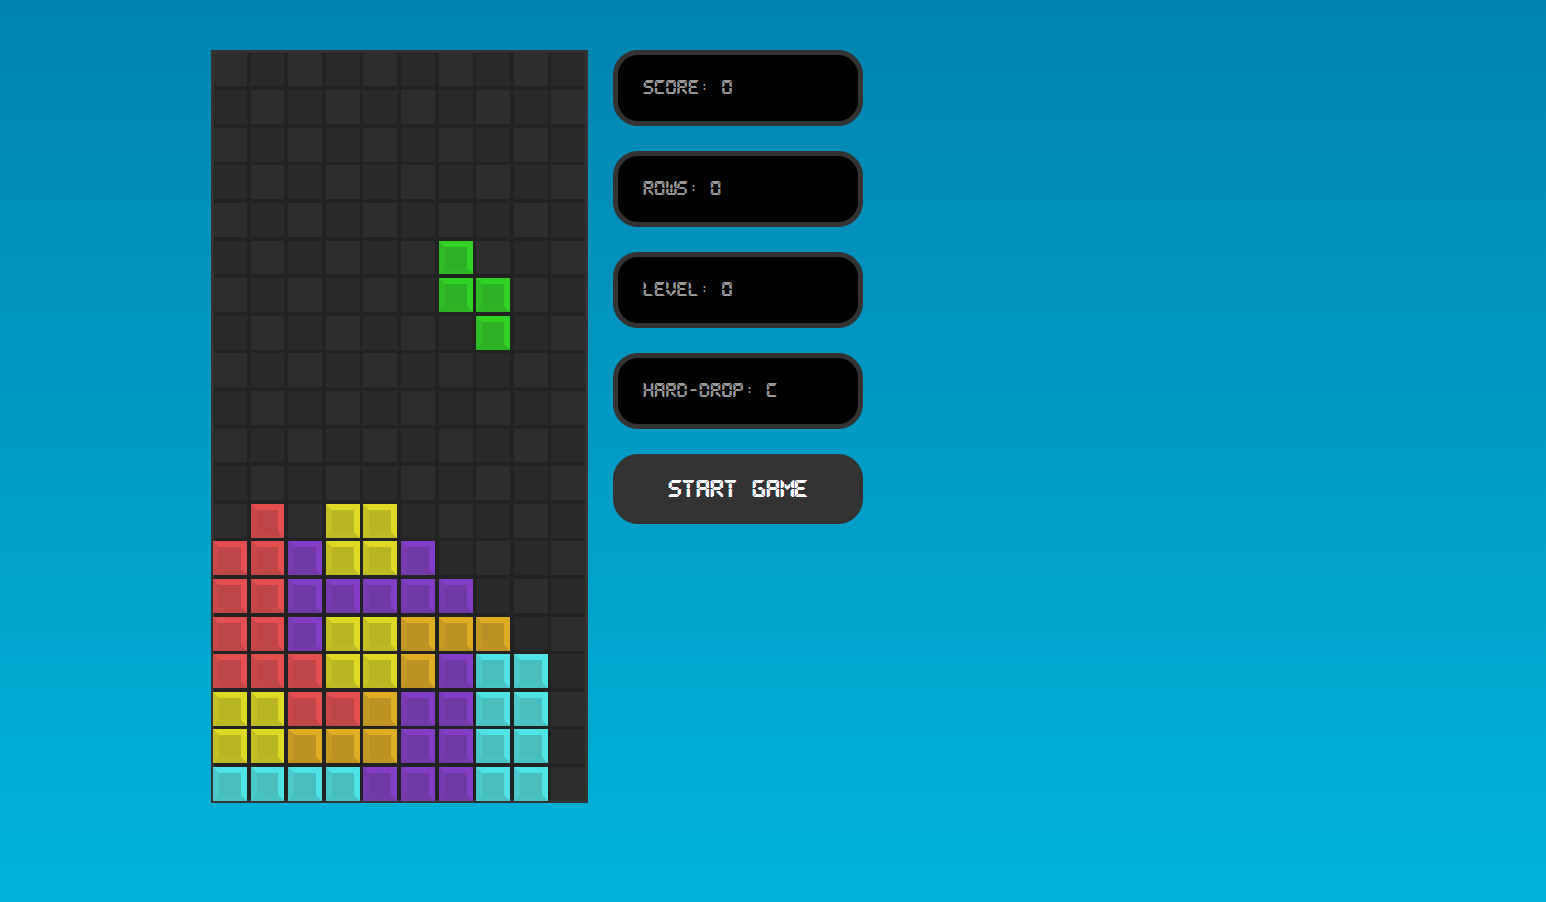 SCORE: 0
ROWS: 0
LEVEL: 0
HARD-DROP: C
START GAME